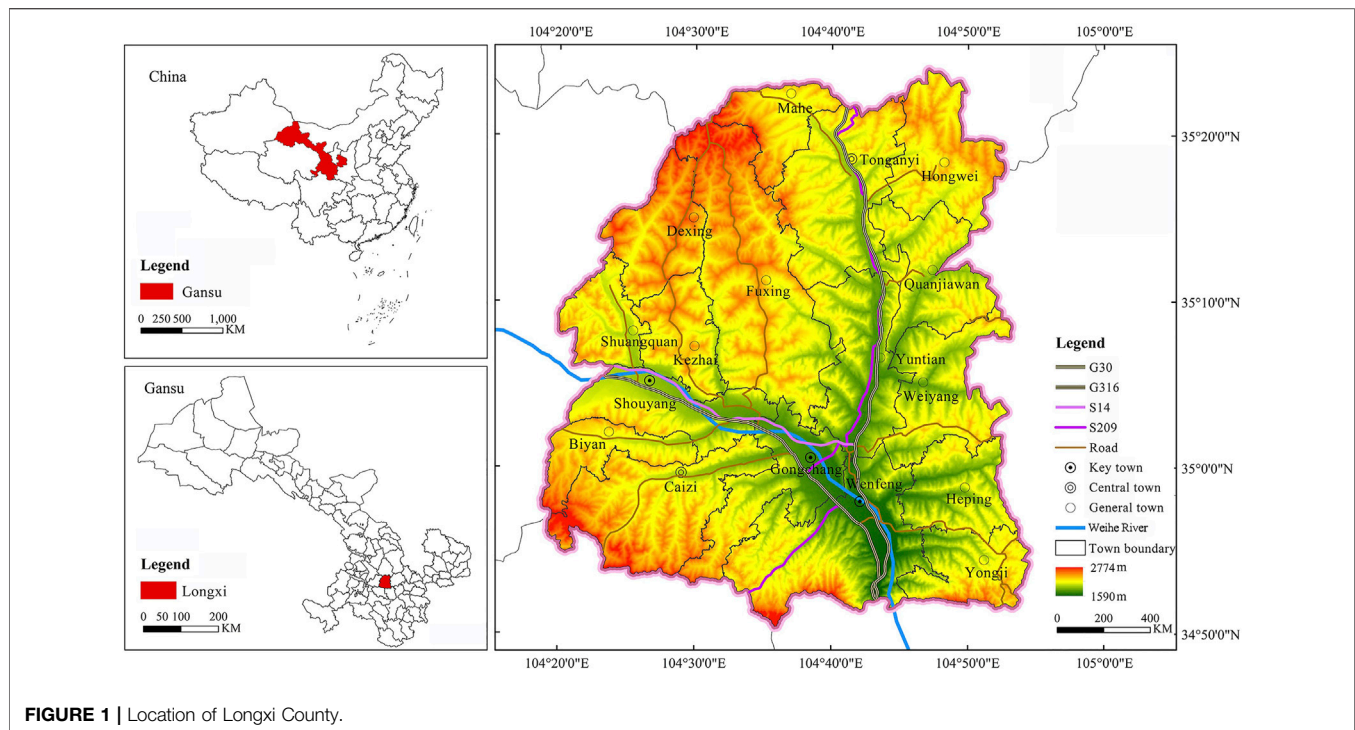 China
Legend
Gansu
0 250 500 1,000
KM
Gansu
Legend
Longxi
0 50 100 200
KM
104°20'0"E 104°30'0"E 104°40'0"E 104°50'0"E 105°0'0"E
35°20'0"N
35°10'0"N
35°0'0"N
34°50'0"N
Mahe
Tonganyi
Hongwei
Dexing
Fuxing
Quanjiawan
Shuangquan
Kezhai
Yuntian
Weiyang
Shouyang
Biyan
Gongchang
Caizi
Wenfeng
Heping
Yongji
Legend
G30
G316
S14
S209
Road
Key town
Central town
General town
Weihe River
Town boundary
2774 m
1590 m
0 200 400
KM
104°20'0"E 104°30'0"E 104°40'0"E 104°50'0"E 105°0'0"E
FIGURE 1 | Location of Longxi County.